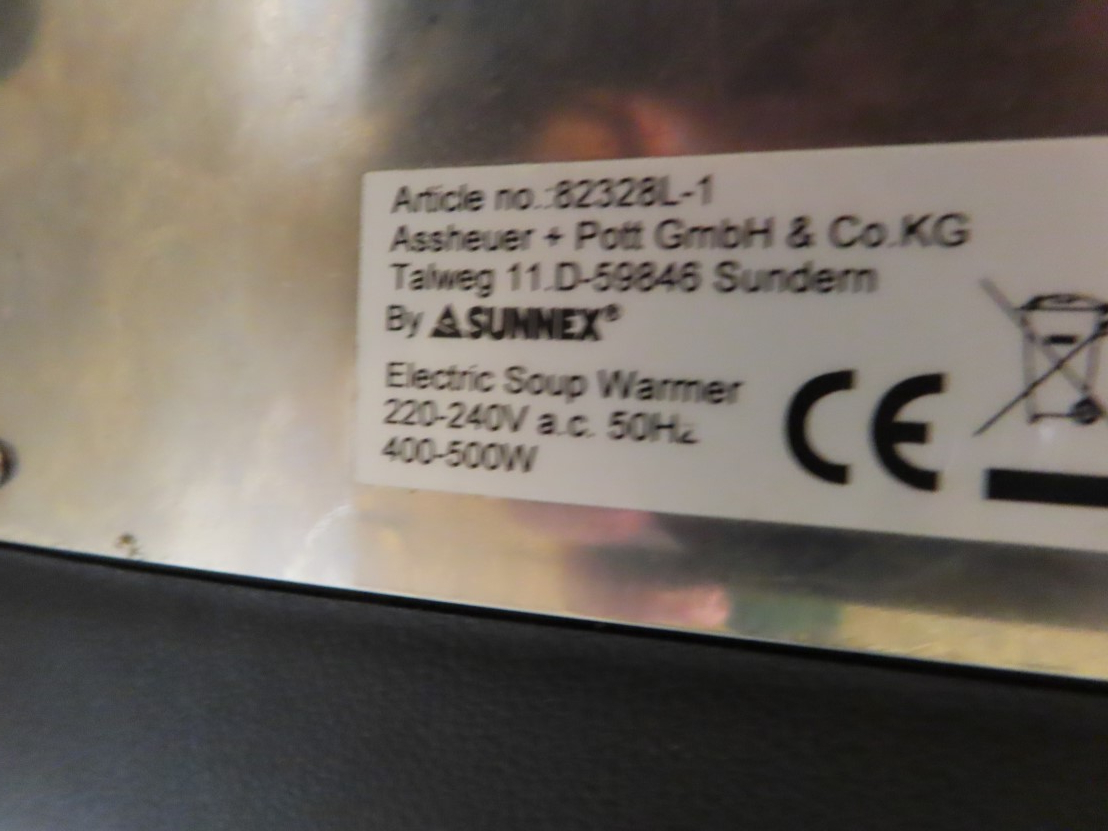 Article no.:82328L-1
Assheuer + Pott GmbH & Co.KG
Talweg 11.D-59846 Sundern
By SUNNEX®
Electric Soup Warmer
220-240V a.c. 50Hz
400-500W
CE